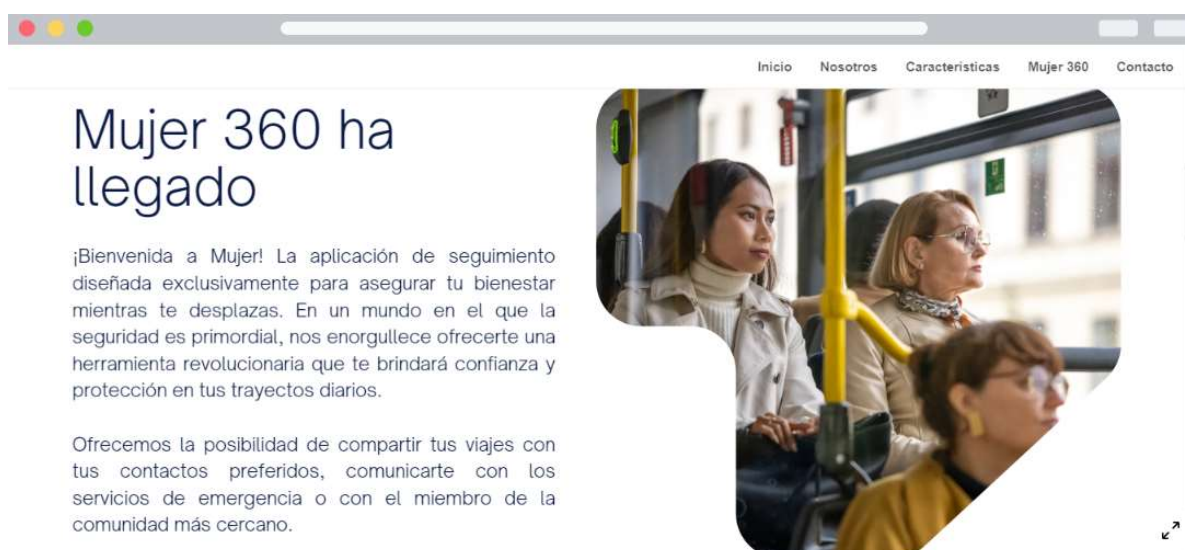 Inicio Nosotros Características Mujer 360 Contacto
Mujer 360 ha
llegado
¡Bienvenida a Mujer! La aplicación de seguimiento
diseñada exclusivamente para asegurar tu bienestar
mientras te desplazas. En un mundo en el que la
seguridad es primordial, nos enorgullece ofrecerte una
herramienta revolucionaria que te brindará confianza y
protección en tus trayectos diarios.
Ofrecemos la posibilidad de compartir tus viajes con
tus contactos preferidos, comunicarte con los
servicios de emergencia o con el miembro de la
comunidad más cercano.